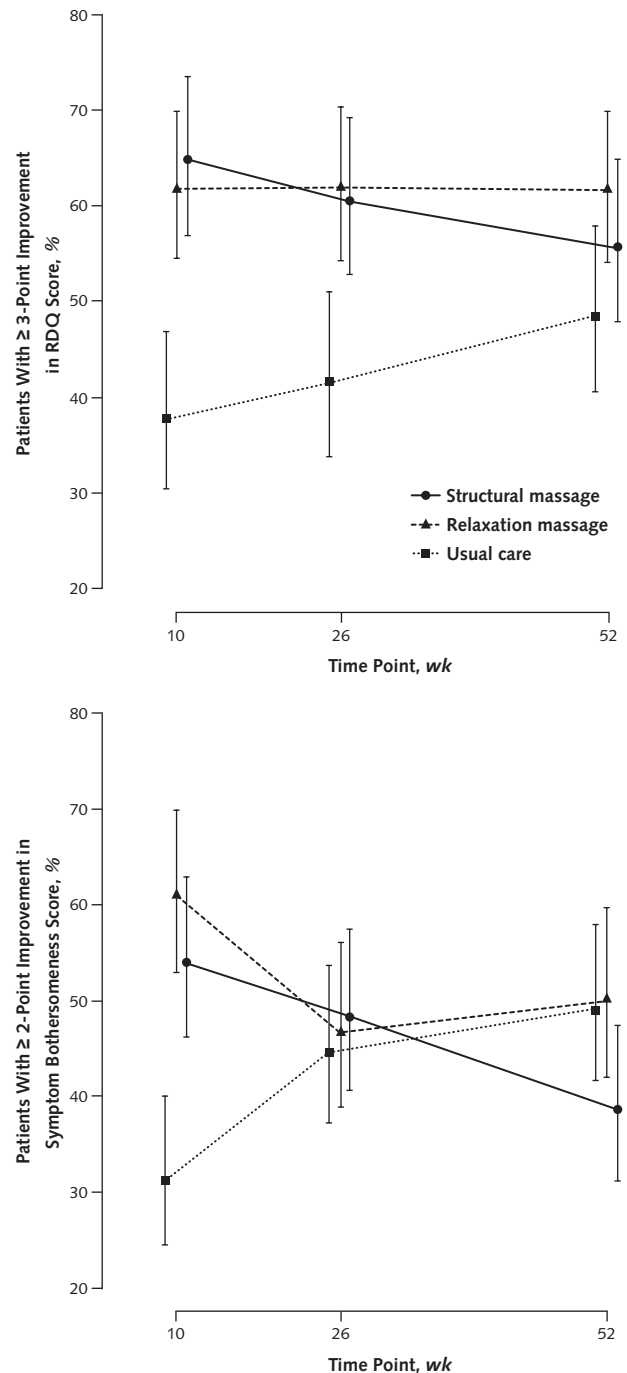 80
70
60
50
40
30
20
Patients With ≥ 3-Point Improvement
in RDQ Score, %
Structural massage
Relaxation massage
Usual care
10 26 52
Time Point, wk
80
70
60
50
40
30
20
Patients With ≥ 2-Point Improvement in
Symptom Bothersomeness Score, %
10 26 52
Time Point, wk